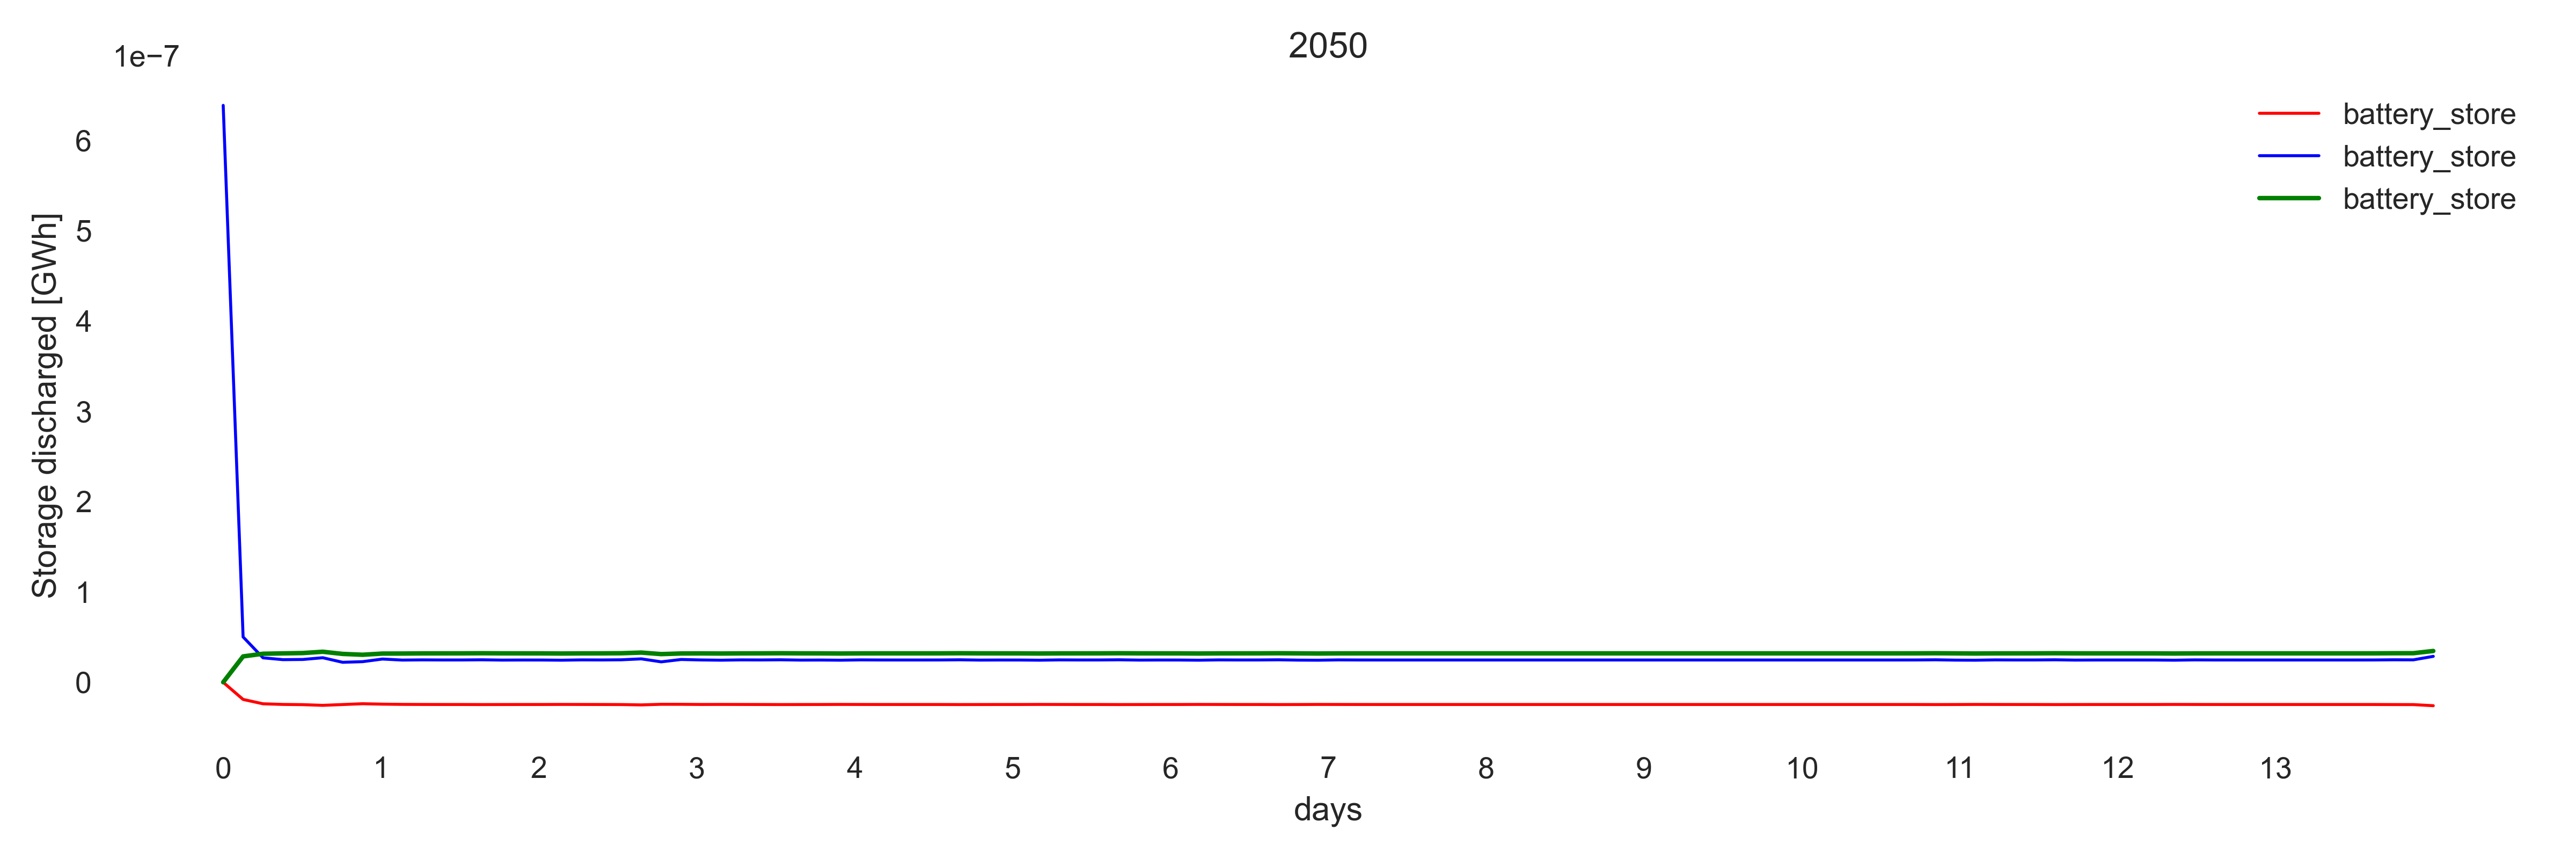 2050
1e−7
6
5
4
3
2
1
0
Storage discharged [GWh]
battery_store
battery_store
battery_store
0 1 2 3 4 5 6 7 8 9 10 11 12 13
days